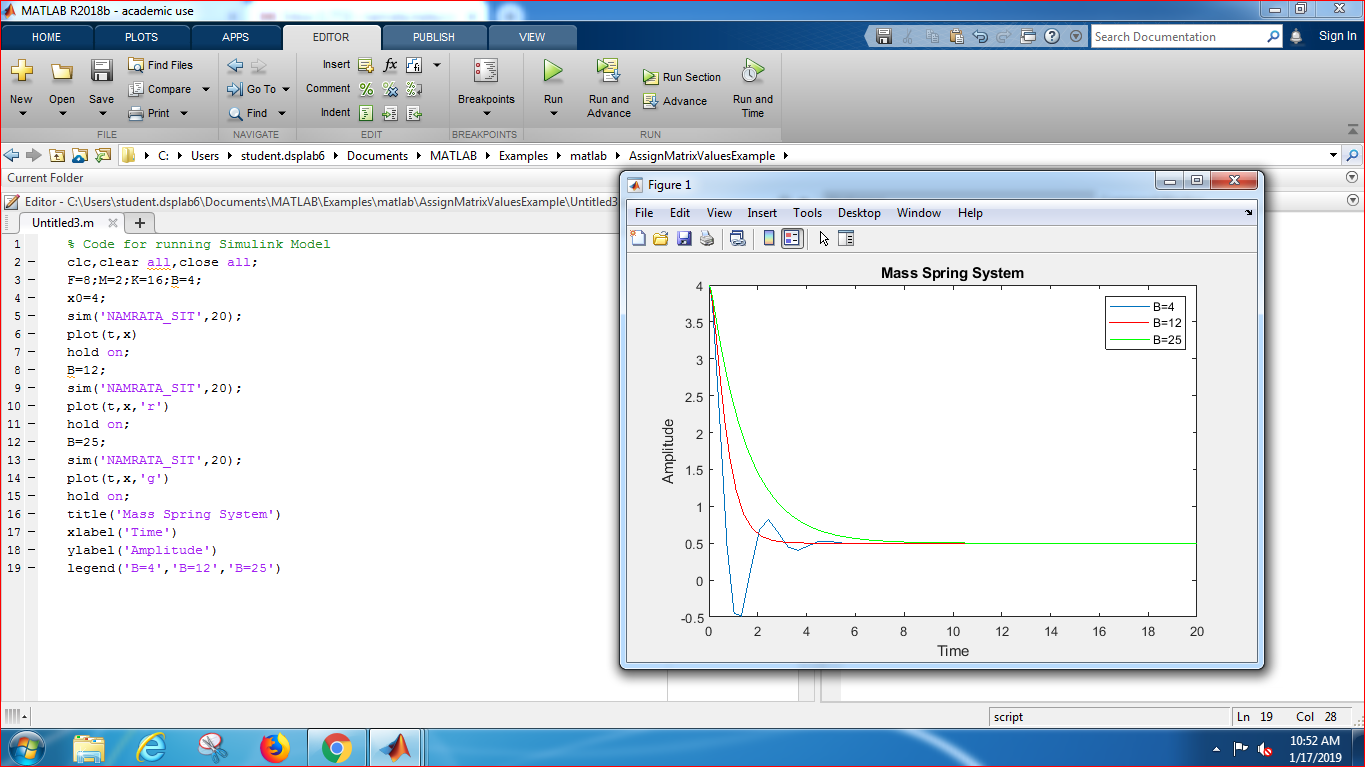 MATLAB R2018b - academic use
HOME PLOTS APPS EDITOR PUBLISH VIEW
Search Documentation
Sign In
New
Open
Save
Find Files
Compare
Print
FILE
Go To
Find
NAVIGATE
Insert
Comment
Indent
EDIT
Breakpoints
BREAKPOINTS
Run
Run and Advance
Run Section
Advance
Run and Time
RUN
C: Users student.dsplab6 Documents MATLAB Examples matlab AssignMatrixValuesExample
Current Folder
Editor - C:\Users\student.dsplab6\Documents\MATLAB\Examples\matlab\AssignMatrixValuesExample\Untitled3
Untitled3.m
1 % Code for running Simulink Model
2 – clc,clear all,close all;
3 – F=8;M=2;K=16;B=4;
4 – x0=4;
5 – sim('NAMRATA_SIT',20);
6 – plot(t,x)
7 – hold on;
8 – B=12;
9 – sim('NAMRATA_SIT',20);
10 – plot(t,x,'r')
11 – hold on;
12 – B=25;
13 – sim('NAMRATA_SIT',20);
14 – plot(t,x,'g')
15 – hold on;
16 – title('Mass Spring System')
17 – xlabel('Time')
18 – ylabel('Amplitude')
19 – legend('B=4','B=12','B=25')
Figure 1
File Edit View Insert Tools Desktop Window Help
Mass Spring System
B=4
B=12
B=25
4
3.5
3
2.5
2
1.5
1
0.5
0
-0.5
Amplitude
0 2 4 6 8 10 12 14 16 18 20
Time
script
Ln 19 Col 28
10:52 AM
1/17/2019